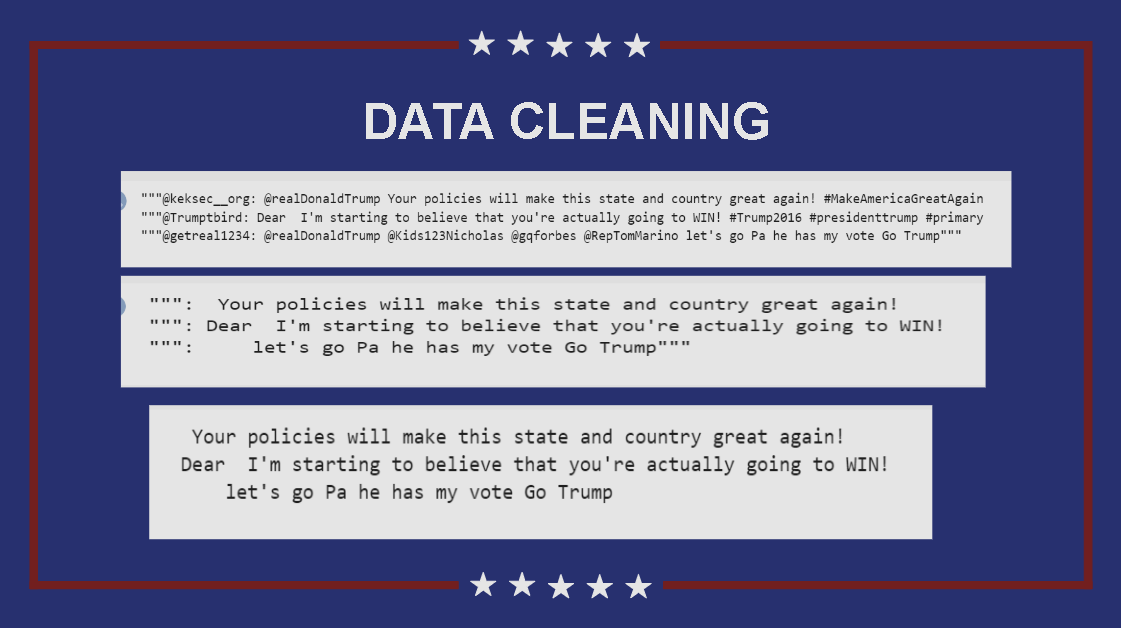 DATA CLEANING
"""@keksec__org: @realDonaldTrump Your policies will make this state and country great again! #MakeAmericaGreatAgain
"""@Trumptbird: Dear  I'm starting to believe that you're actually going to WIN! #Trump2016 #presidenttrump #primary
"""@getreal1234: @realDonaldTrump @Kids123Nicholas @gqforbes @RepTomMarino let's go Pa he has my vote Go Trump"""
""":  Your policies will make this state and country great again!
""": Dear  I'm starting to believe that you're actually going to WIN!
""":     let's go Pa he has my vote Go Trump"""
Your policies will make this state and country great again!
Dear  I'm starting to believe that you're actually going to WIN!
let's go Pa he has my vote Go Trump